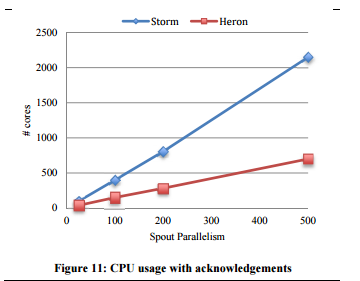 Storm Heron
2500
2000
1500
1000
500
0
# cores
0 100 200 300 400 500
Spout Parallelism
Figure 11: CPU usage with acknowledgements